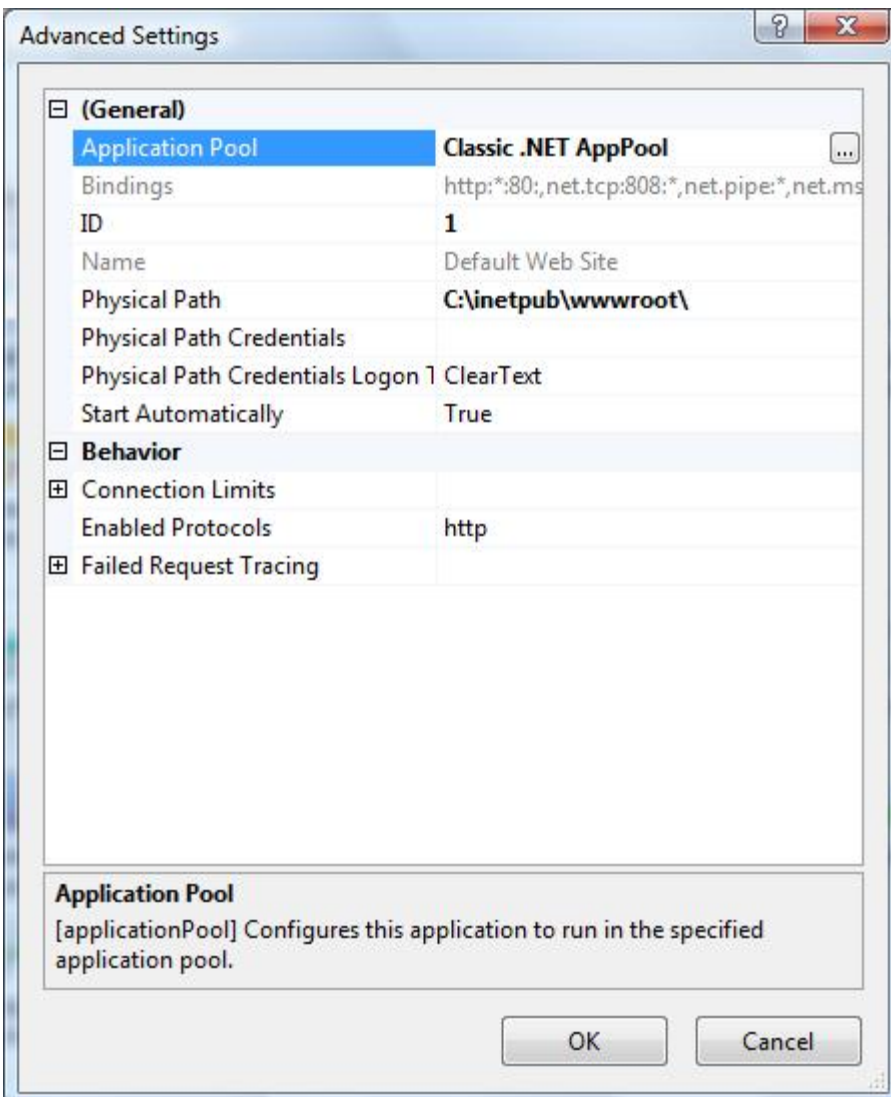 Advanced Settings
(General)
Application Pool Classic .NET AppPool ...
Bindings http:*:80:,net.tcp:808:*,net.pipe:*,net.ms
ID 1
Name Default Web Site
Physical Path C:\inetpub\wwwroot\
Physical Path Credentials
Physical Path Credentials Logon T ClearText
Start Automatically True
Behavior
Connection Limits
Enabled Protocols http
Failed Request Tracing
Application Pool
[applicationPool] Configures this application to run in the specified
application pool.
OK Cancel